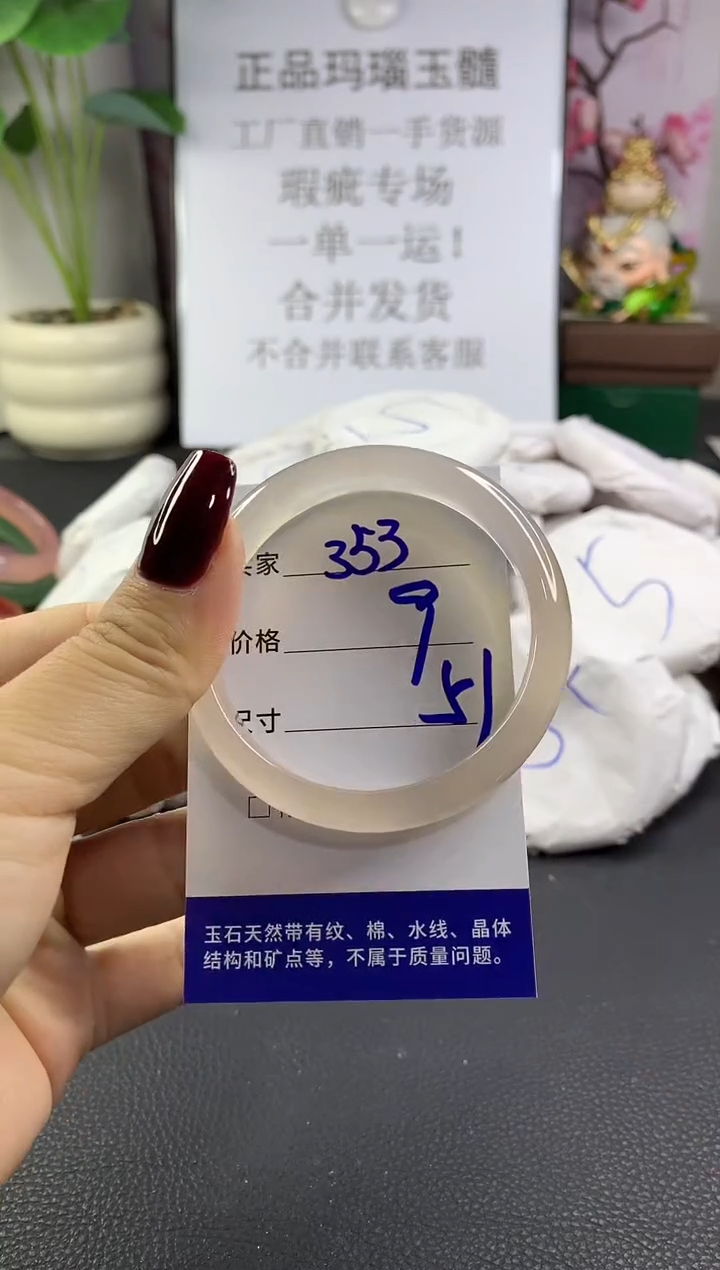 正品玛瑙玉髓
工厂直销一手货源
瑕疵专场
一单一运！
合并发货
不合并联系客服
15
5
家 353
价格 9
尺寸 51
玉石天然带有纹、棉、水线、晶体
结构和矿点等，不属于质量问题。